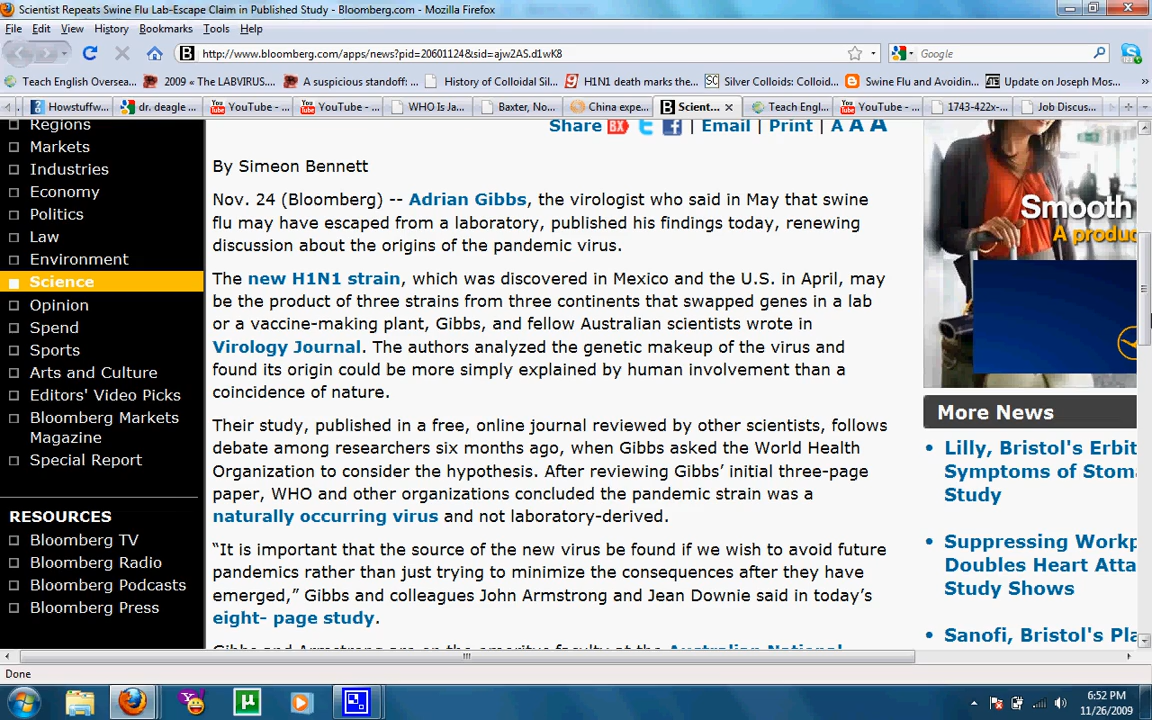 Scientist Repeats Swine Flu Lab-Escape Claim in Published Study - Bloomberg.com - Mozilla Firefox
File Edit View History Bookmarks Tools Help
http://www.bloomberg.com/apps/news?pid=20601124&sid=ajw2AS.d1wK8
Google
Teach English Oversea... 2009 « The LABVIRUS... A suspicious standoff: ... History of Colloidal Sil... H1N1 death marks the... Silver Colloids: Colloid... Swine Flu and Avoidin... Update on Joseph Mos...
Howstuffw... dr. deagle ... YouTube - ... YouTube - ... WHO Is Ja... Baxter, No... China expe... Scient... Teach Engl... YouTube - ... 1743-422x-... Job Discus...
Regions
Markets
Industries
Economy
Politics
Law
Environment
Science
Opinion
Spend
Sports
Arts and Culture
Editors' Video Picks
Bloomberg Markets
Magazine
Special Report
RESOURCES
Bloomberg TV
Bloomberg Radio
Bloomberg Podcasts
Bloomberg Press
Share BX | Email | Print | A A A
By Simeon Bennett
Nov. 24 (Bloomberg) -- Adrian Gibbs, the virologist who said in May that swine
flu may have escaped from a laboratory, published his findings today, renewing
discussion about the origins of the pandemic virus.
The new H1N1 strain, which was discovered in Mexico and the U.S. in April, may
be the product of three strains from three continents that swapped genes in a lab
or a vaccine-making plant, Gibbs, and fellow Australian scientists wrote in
Virology Journal. The authors analyzed the genetic makeup of the virus and
found its origin could be more simply explained by human involvement than a
coincidence of nature.
Their study, published in a free, online journal reviewed by other scientists, follows
debate among researchers six months ago, when Gibbs asked the World Health
Organization to consider the hypothesis. After reviewing Gibbs’ initial three-page
paper, WHO and other organizations concluded the pandemic strain was a
naturally occurring virus and not laboratory-derived.
“It is important that the source of the new virus be found if we wish to avoid future
pandemics rather than just trying to minimize the consequences after they have
emerged,” Gibbs and colleagues John Armstrong and Jean Downie said in today’s
eight- page study.
Gibbs and Armstrong are on the emeritus faculty at the Australian National
Smooth
A produc
More News
Lilly, Bristol's Erbit
Symptoms of Stoma
Study
Suppressing Workp
Doubles Heart Atta
Study Shows
Sanofi, Bristol's Pla
Done
6:52 PM
11/26/2009